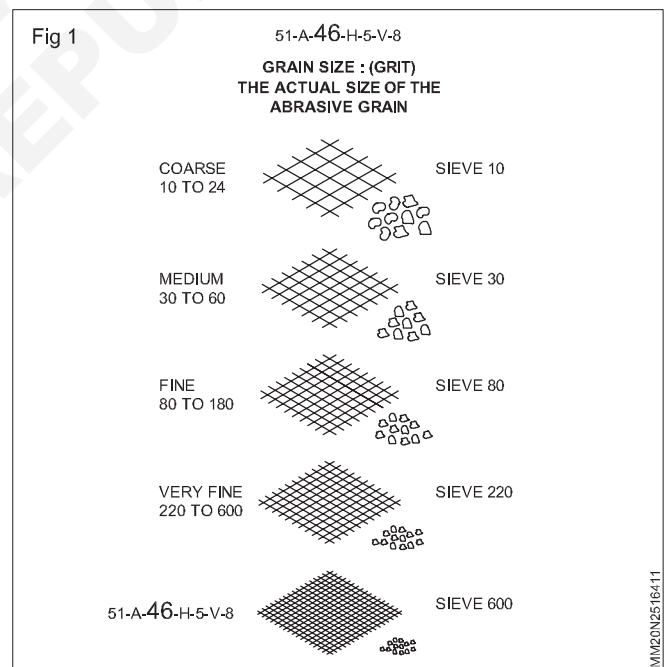 Fig 1
51-A-46-H-5-V-8
GRAIN SIZE : (GRIT)
THE ACTUAL SIZE OF THE
ABRASIVE GRAIN
COARSE
10 TO 24
SIEVE 10
MEDIUM
30 TO 60
SIEVE 30
FINE
80 TO 180
SIEVE 80
VERY FINE
220 TO 600
SIEVE 220
51-A-46-H-5-V-8
SIEVE 600
MM20N2516411